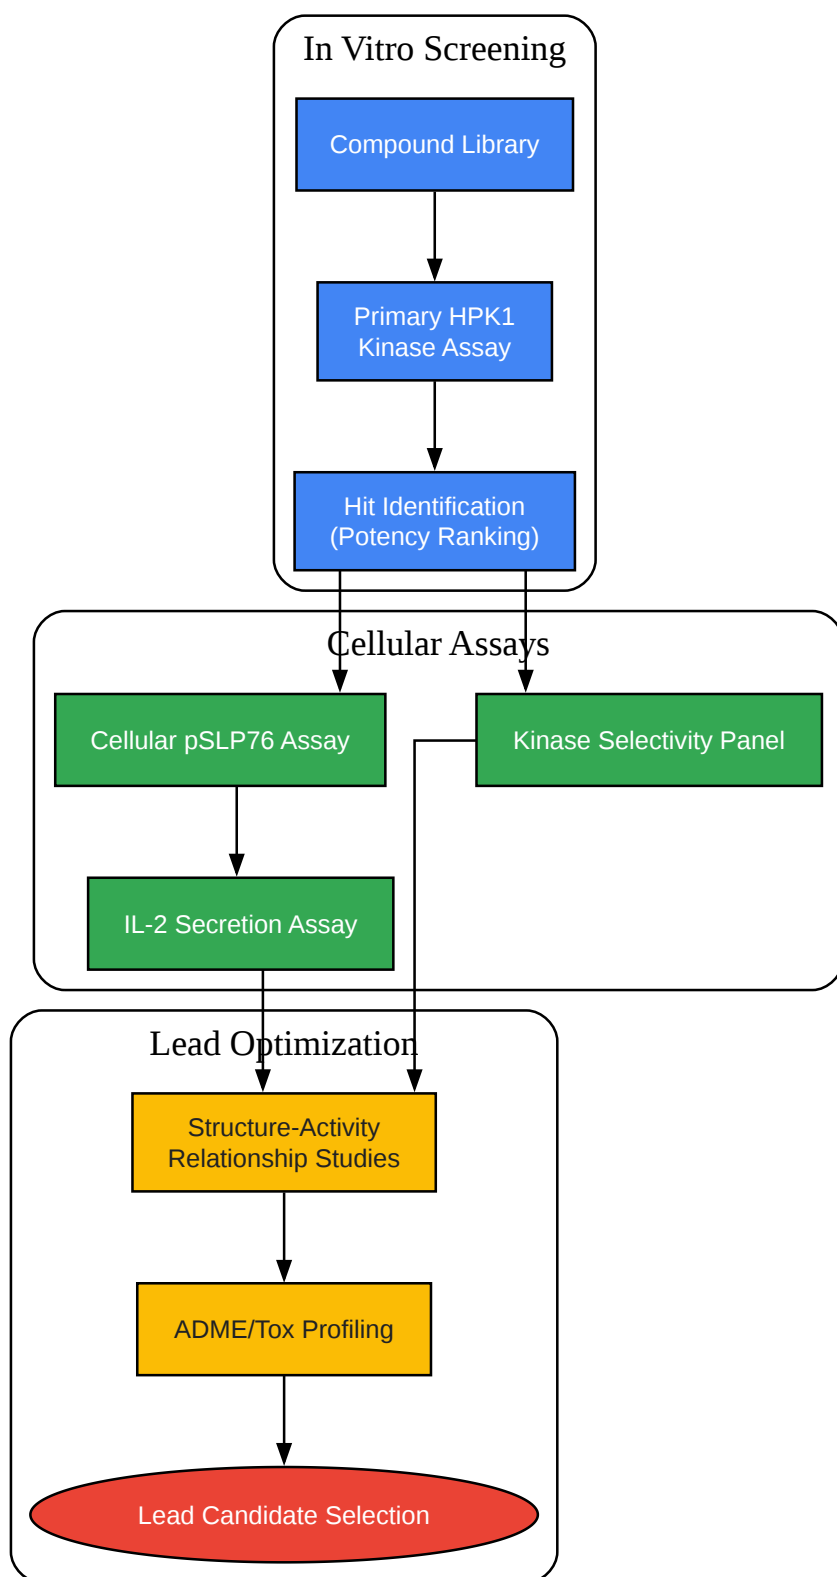 In Vitro Screening
Compound Library
Primary HPK1
Kinase Assay
Hit Identification
(Potency Ranking)
Cellular Assays
Cellular pSLP76 Assay
Kinase Selectivity Panel
IL-2 Secretion Assay
Lead Optimization
Structure-Activity
Relationship Studies
ADME/Tox Profiling
Lead Candidate Selection